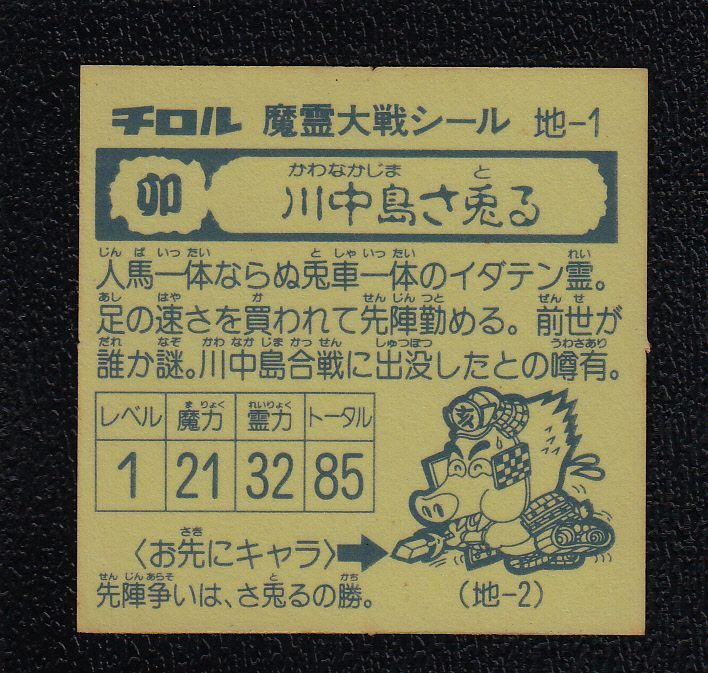 チロル 魔霊大戦シール 地-1
卯 川中島さ兎る
かわなかじま と
人馬一体ならぬ兎車一体のイダテン霊。
じん ば いっ たい と しゃ いっ たい れい
足の速さを買われて先陣勤める。前世が
あし はや か せんじんつと ぜん せ
誰か謎。川中島合戦に出没したとの噂有。
だれ なぞ かわ なか じま かっ せん しゅつぼつ うわさあり
レベル 魔力 霊力 トータル
ま りょく れいりょく
1 21 32 85
亥
〈お先にキャラ〉
さき
先陣争いは、さ兎るの勝。
せん じんあらそ と かち
(地-2)